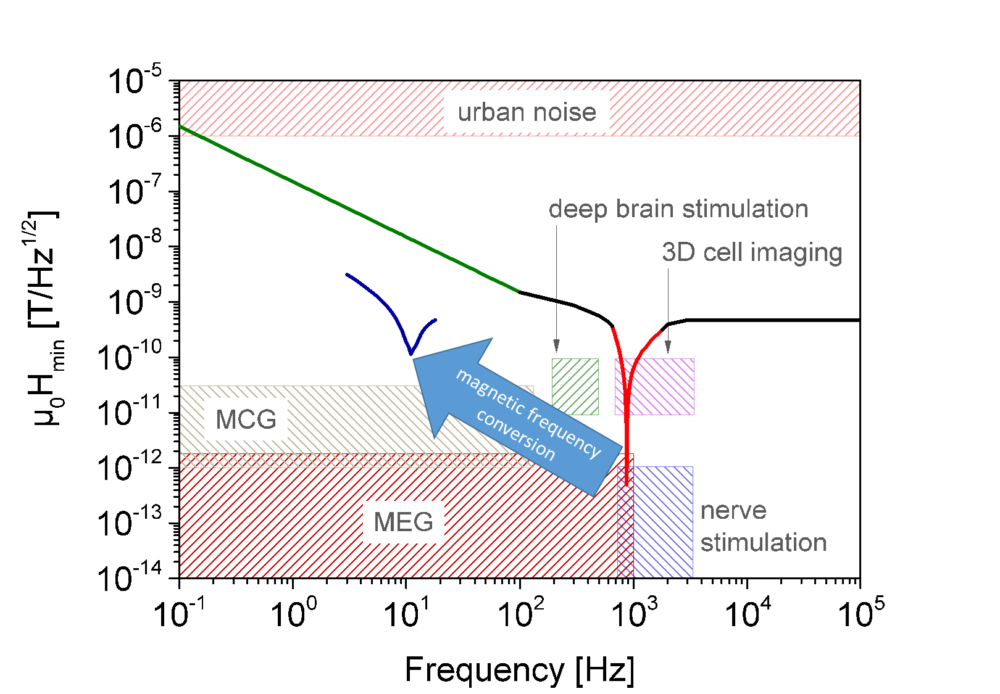 10⁻⁵
urban noise
10⁻⁶
10⁻⁷
deep brain stimulation
10⁻⁸
3D cell imaging
10⁻⁹
10⁻¹⁰
magnetic frequency
conversion
10⁻¹¹
MCG
10⁻¹²
10⁻¹³
MEG
nerve
stimulation
10⁻¹⁴
µ₀Hmin [T/Hz¹ᐟ²]
10⁻¹ 10⁰ 10¹ 10² 10³ 10⁴ 10⁵
Frequency [Hz]